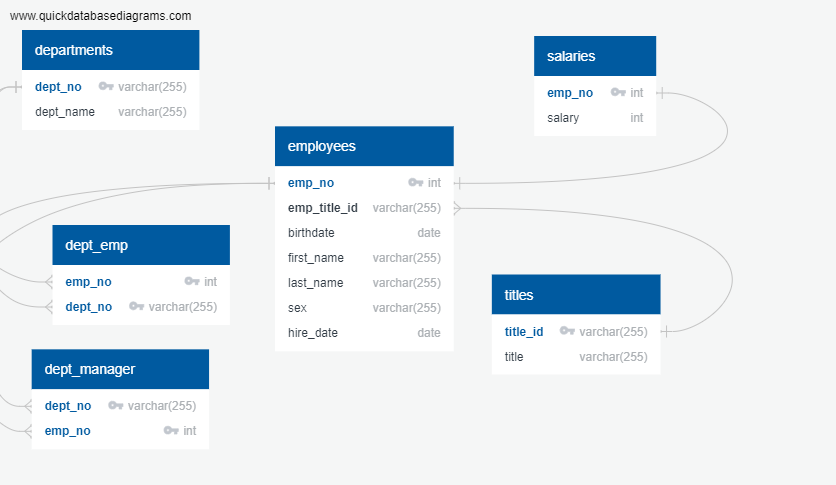 www.quickdatabasediagrams.com
departments
dept_no varchar(255)
dept_name varchar(255)
salaries
emp_no int
salary int
employees
emp_no int
emp_title_id varchar(255)
birthdate date
first_name varchar(255)
last_name varchar(255)
sex varchar(255)
hire_date date
dept_emp
emp_no int
dept_no varchar(255)
titles
title_id varchar(255)
title varchar(255)
dept_manager
dept_no varchar(255)
emp_no int